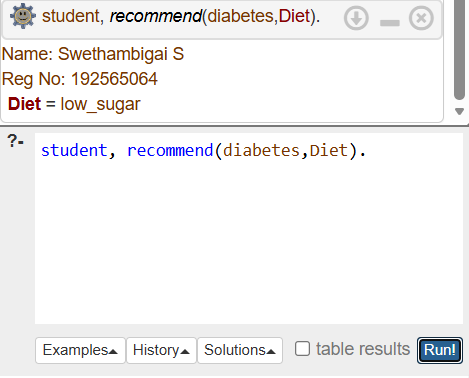 student, recommend(diabetes,Diet).
Name: Swethambigai S
Reg No: 192565064
Diet = low_sugar
?- student, recommend(diabetes,Diet).
Examples History Solutions table results Run!